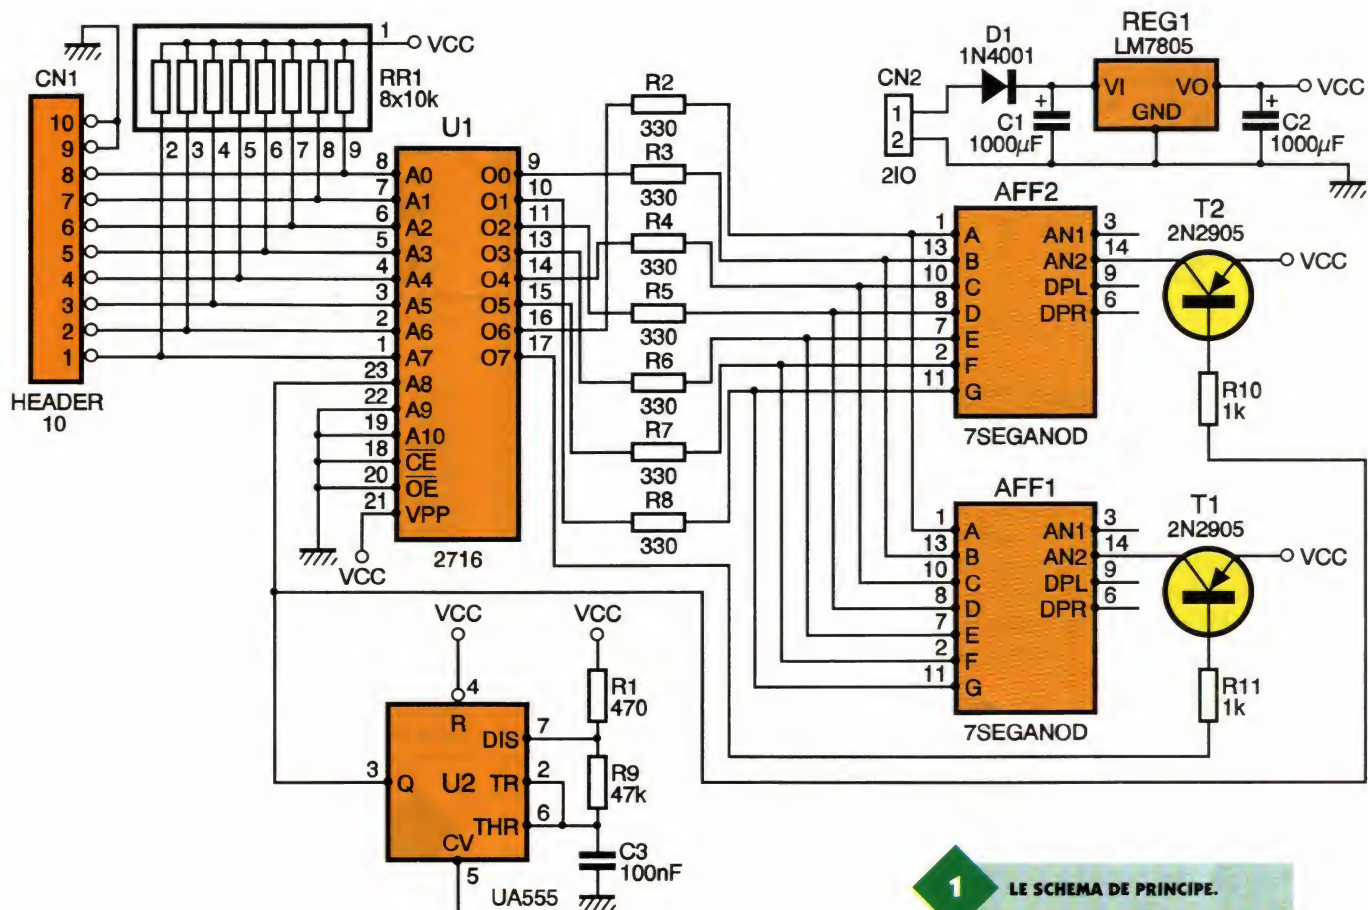 CN1
10
9
8
7
6
5
4
3
2
1
HEADER
10
1
VCC
RR1
8x10k
2 3 4 5 6 7 8 9
U1
8 A0 O0 9
7 A1 O1 10
6 A2 O2 11
5 A3 O3 13
4 A4 O4 14
3 A5 O5 15
2 A6 O6 16
1 A7 O7 17
23 A8
22 A9
19 A10
18 CE
20 OE
21 VPP
2716
VCC
R2
330
R3
330
R4
330
R5
330
R6
330
R7
330
R8
330
CN2
1
2
2IO
D1
1N4001
+
C1
1000µF
REG1
LM7805
VI VO
GND
VCC
+
C2
1000µF
AFF2
1 A AN1 3
13 B AN2 14
10 C DPL 9
8 D DPR 6
7 E
2 F
11 G
7SEGANOD
T2
2N2905
VCC
R10
1k
AFF1
1 A AN1 3
13 B AN2 14
10 C DPL 9
8 D DPR 6
7 E
2 F
11 G
7SEGANOD
T1
2N2905
VCC
R11
1k
VCC
VCC
4
R
R1
470
DIS 7
3 Q U2 TR 2
R9
47k
THR 6
CV
5
C3
100nF
UA555
1 LE SCHEMA DE PRINCIPE.